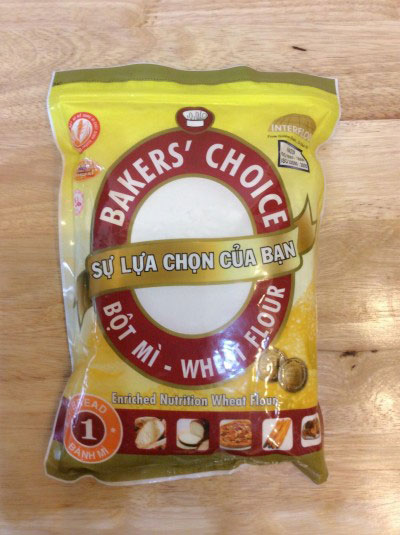 INTERFLOUR
BAKERS' CHOICE
SỰ LỰA CHỌN CỦA BẠN
BỘT MÌ - WHEAT FLOUR
Enriched Nutrition Wheat Flour
BREAD
1
BÁNH MÌ